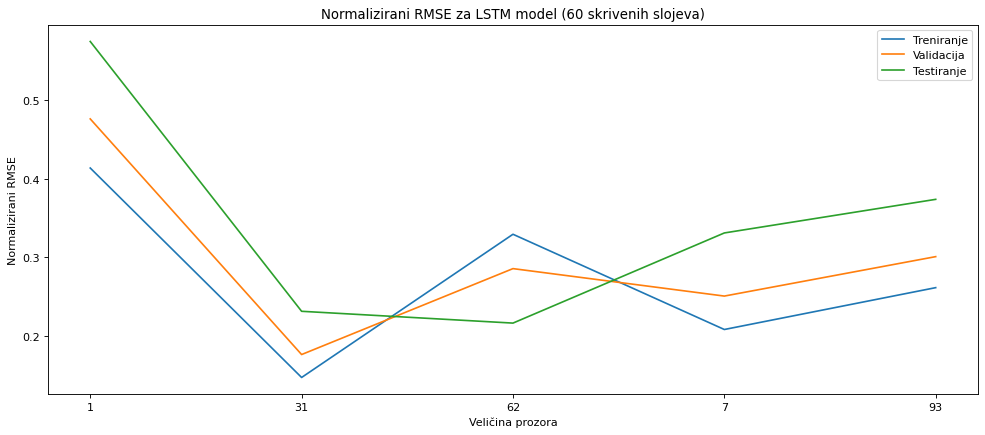 Normalizirani RMSE za LSTM model (60 skrivenih slojeva)
Treniranje
Validacija
Testiranje
Normalizirani RMSE
0.5
0.4
0.3
0.2
1 31 62 7 93
Veličina prozora